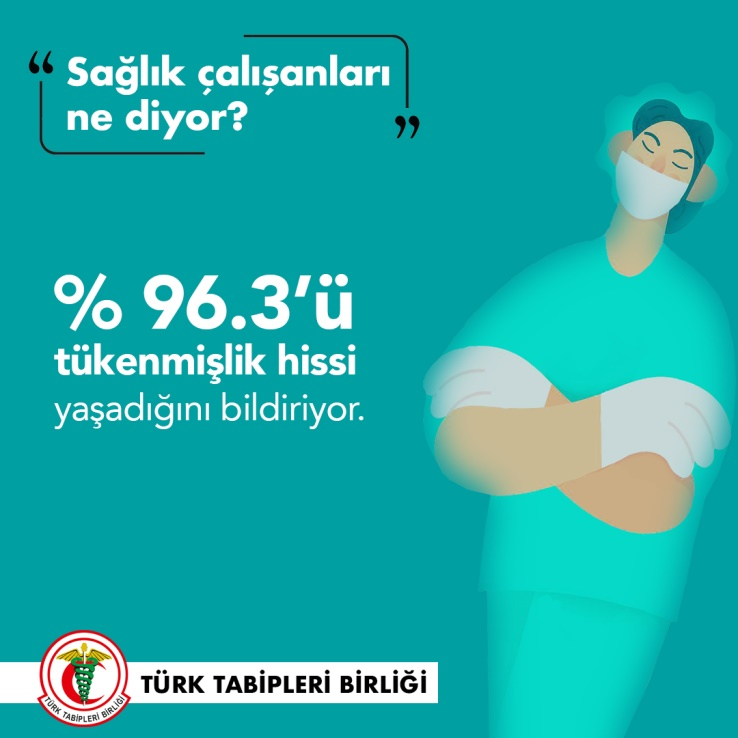 “ Sağlık çalışanları
ne diyor? ”
% 96.3’ü
tükenmişlik hissi
yaşadığını bildiriyor.
TÜRK TABİPLERİ BİRLİĞİ
TÜRK TABİPLERİ BİRLİĞİ